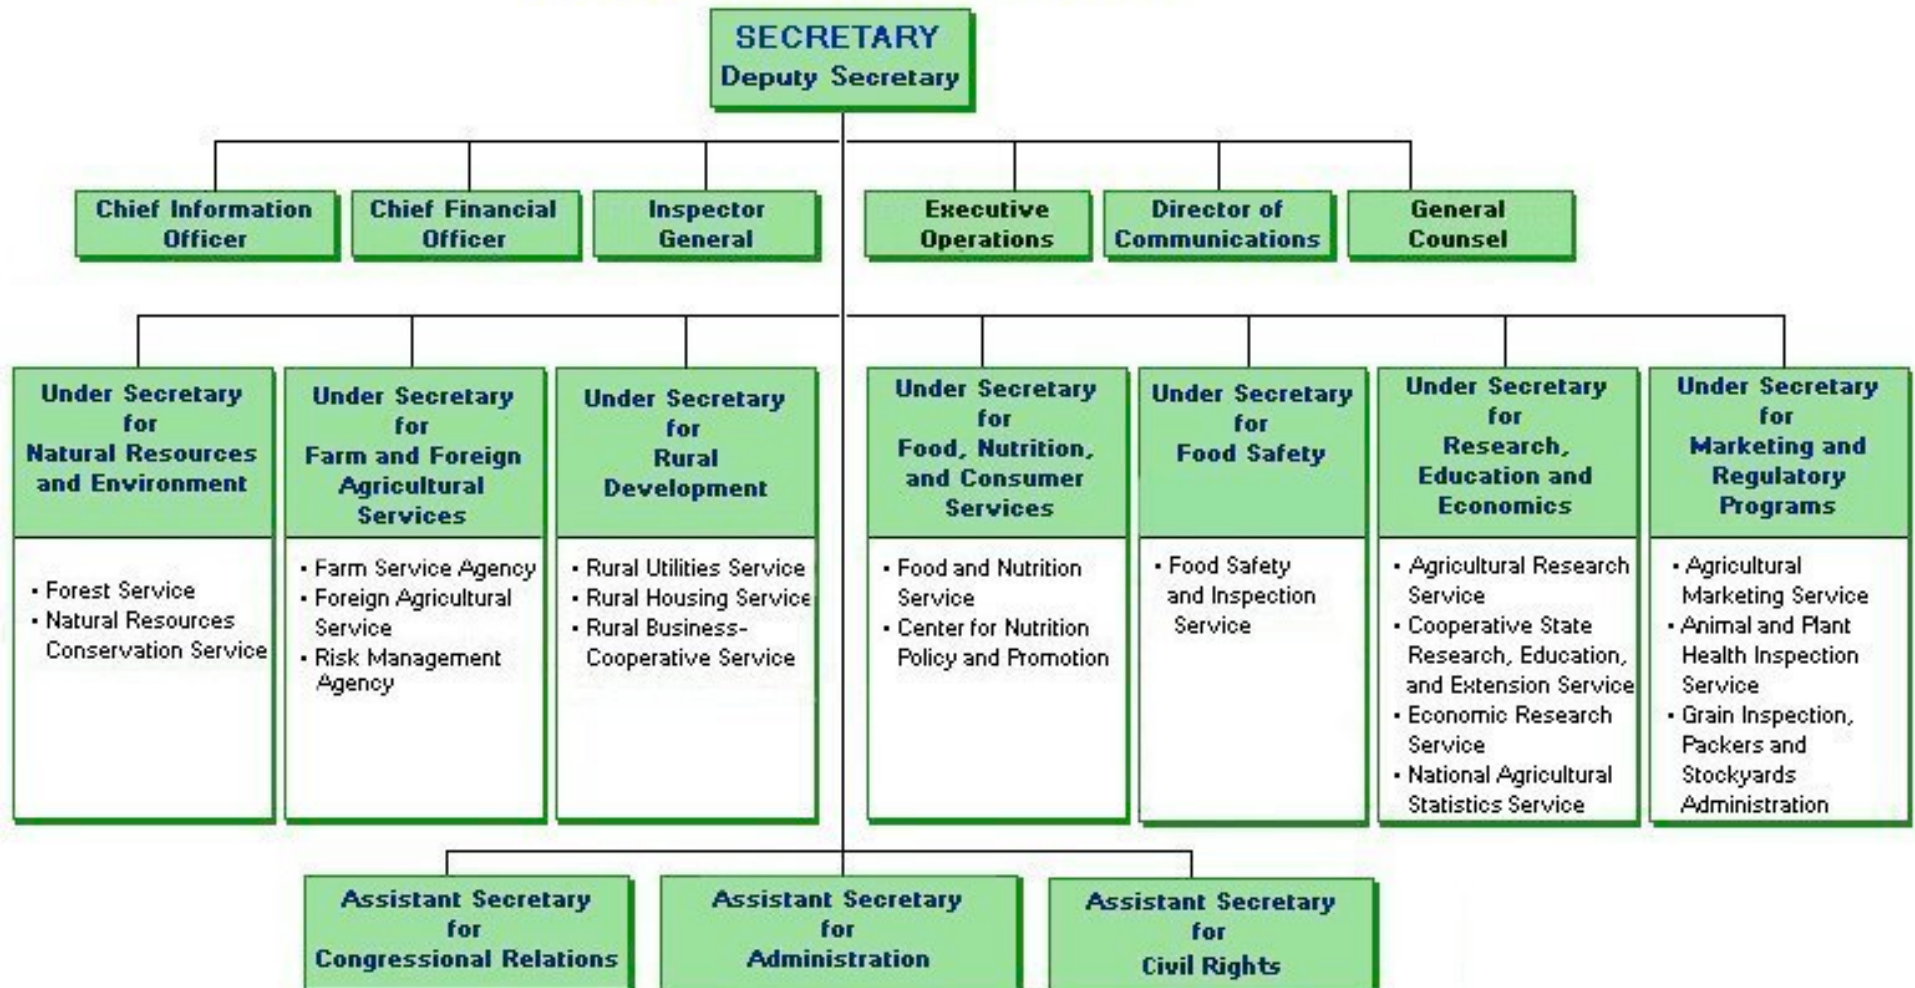 SECRETARY
Deputy Secretary
Chief Information
Officer
Chief Financial
Officer
Inspector
General
Executive
Operations
Director of
Communications
General
Counsel
Under Secretary
for
Natural Resources
and Environment
• Forest Service
• Natural Resources
Conservation Service
Under Secretary
for
Farm and Foreign
Agricultural
Services
• Farm Service Agency
• Foreign Agricultural
Service
• Risk Management
Agency
Under Secretary
for
Rural
Development
• Rural Utilities Service
• Rural Housing Service
• Rural Business-
Cooperative Service
Under Secretary
for
Food, Nutrition,
and Consumer
Services
• Food and Nutrition
Service
• Center for Nutrition
Policy and Promotion
Under Secretary
for
Food Safety
• Food Safety
and Inspection
Service
Under Secretary
for
Research,
Education and
Economics
• Agricultural Research
Service
• Cooperative State
Research, Education,
and Extension Service
• Economic Research
Service
• National Agricultural
Statistics Service
Under Secretary
for
Marketing and
Regulatory
Programs
• Agricultural
Marketing Service
• Animal and Plant
Health Inspection
Service
• Grain Inspection,
Packers and
Stockyards
Administration
Assistant Secretary
for
Congressional Relations
Assistant Secretary
for
Administration
Assistant Secretary
for
Civil Rights